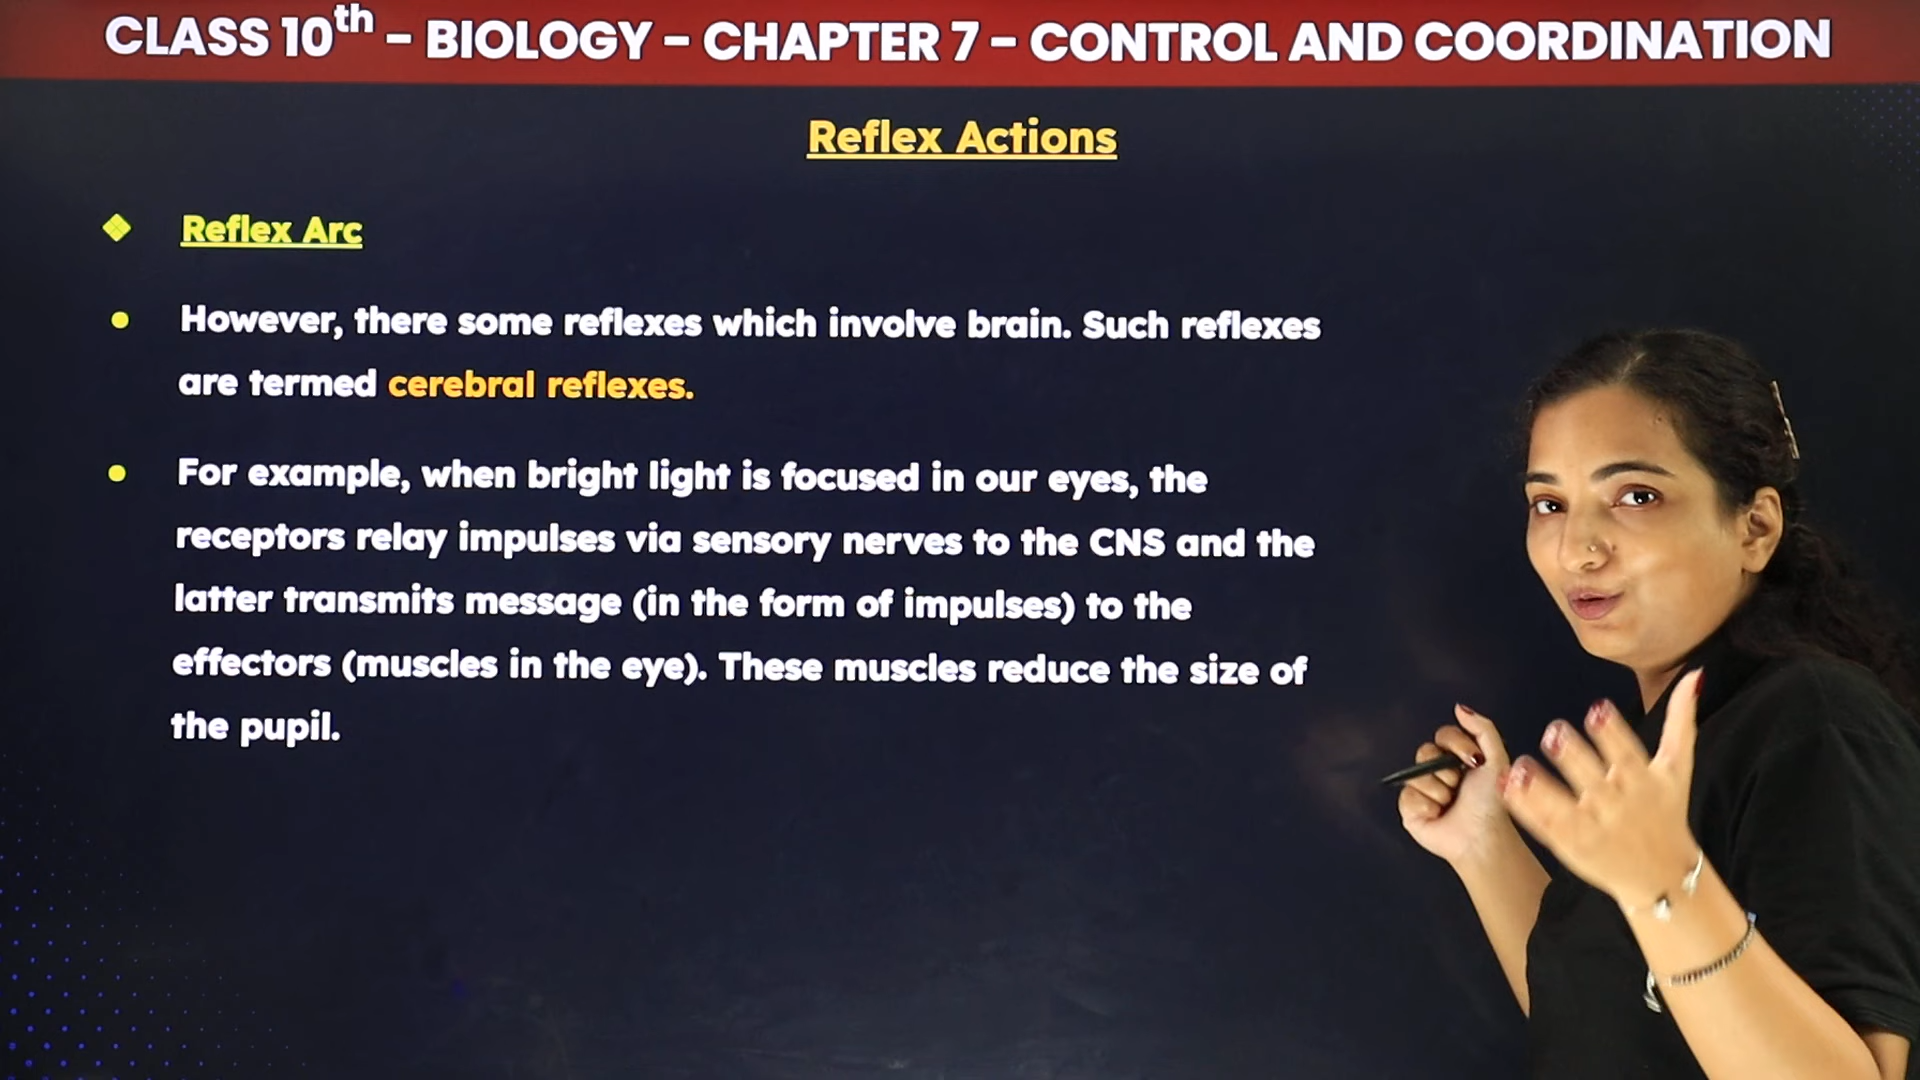 CLASS 10th - BIOLOGY - CHAPTER 7 - CONTROL AND COORDINATION
Reflex Actions
❖ Reflex Arc
• However, there some reflexes which involve brain. Such reflexes
are termed cerebral reflexes.
• For example, when bright light is focused in our eyes, the
receptors relay impulses via sensory nerves to the CNS and the
latter transmits message (in the form of impulses) to the
effectors (muscles in the eye). These muscles reduce the size of
the pupil.